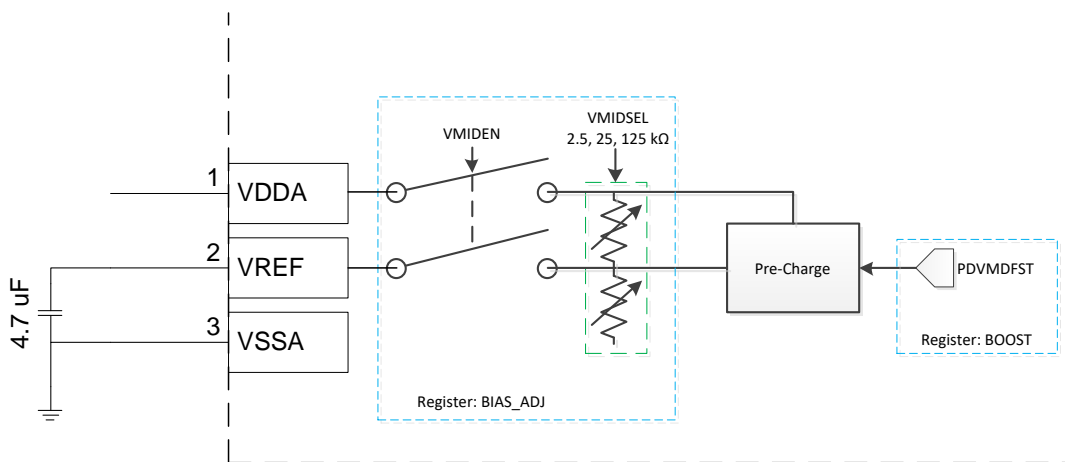 VMIDEN
VMIDSEL
2.5, 25, 125 kΩ
1
VDDA
2
VREF
3
VSSA
4.7 uF
Pre-Charge
PDVMDFST
Register: BOOST
Register: BIAS_ADJ